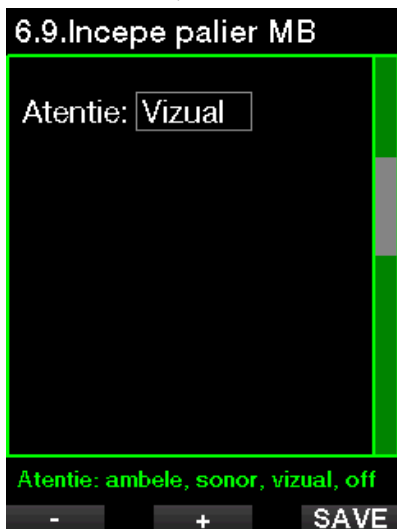 6.9.Incepe palier MB
Atentie: Vizual
Atentie: ambele, sonor, vizual, off
- + SAVE